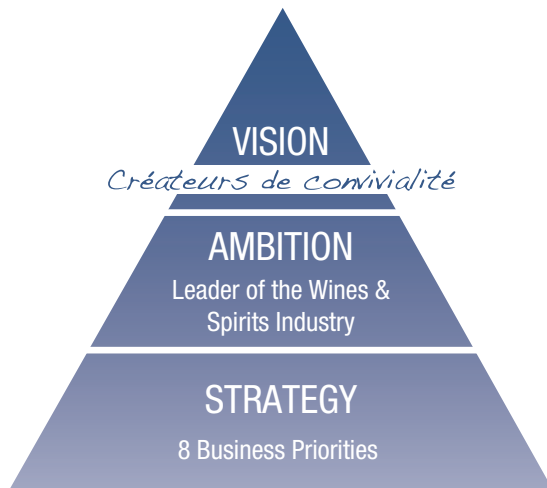 VISION
Créateurs de convivialité
AMBITION
Leader of the Wines &
Spirits Industry
STRATEGY
8 Business Priorities